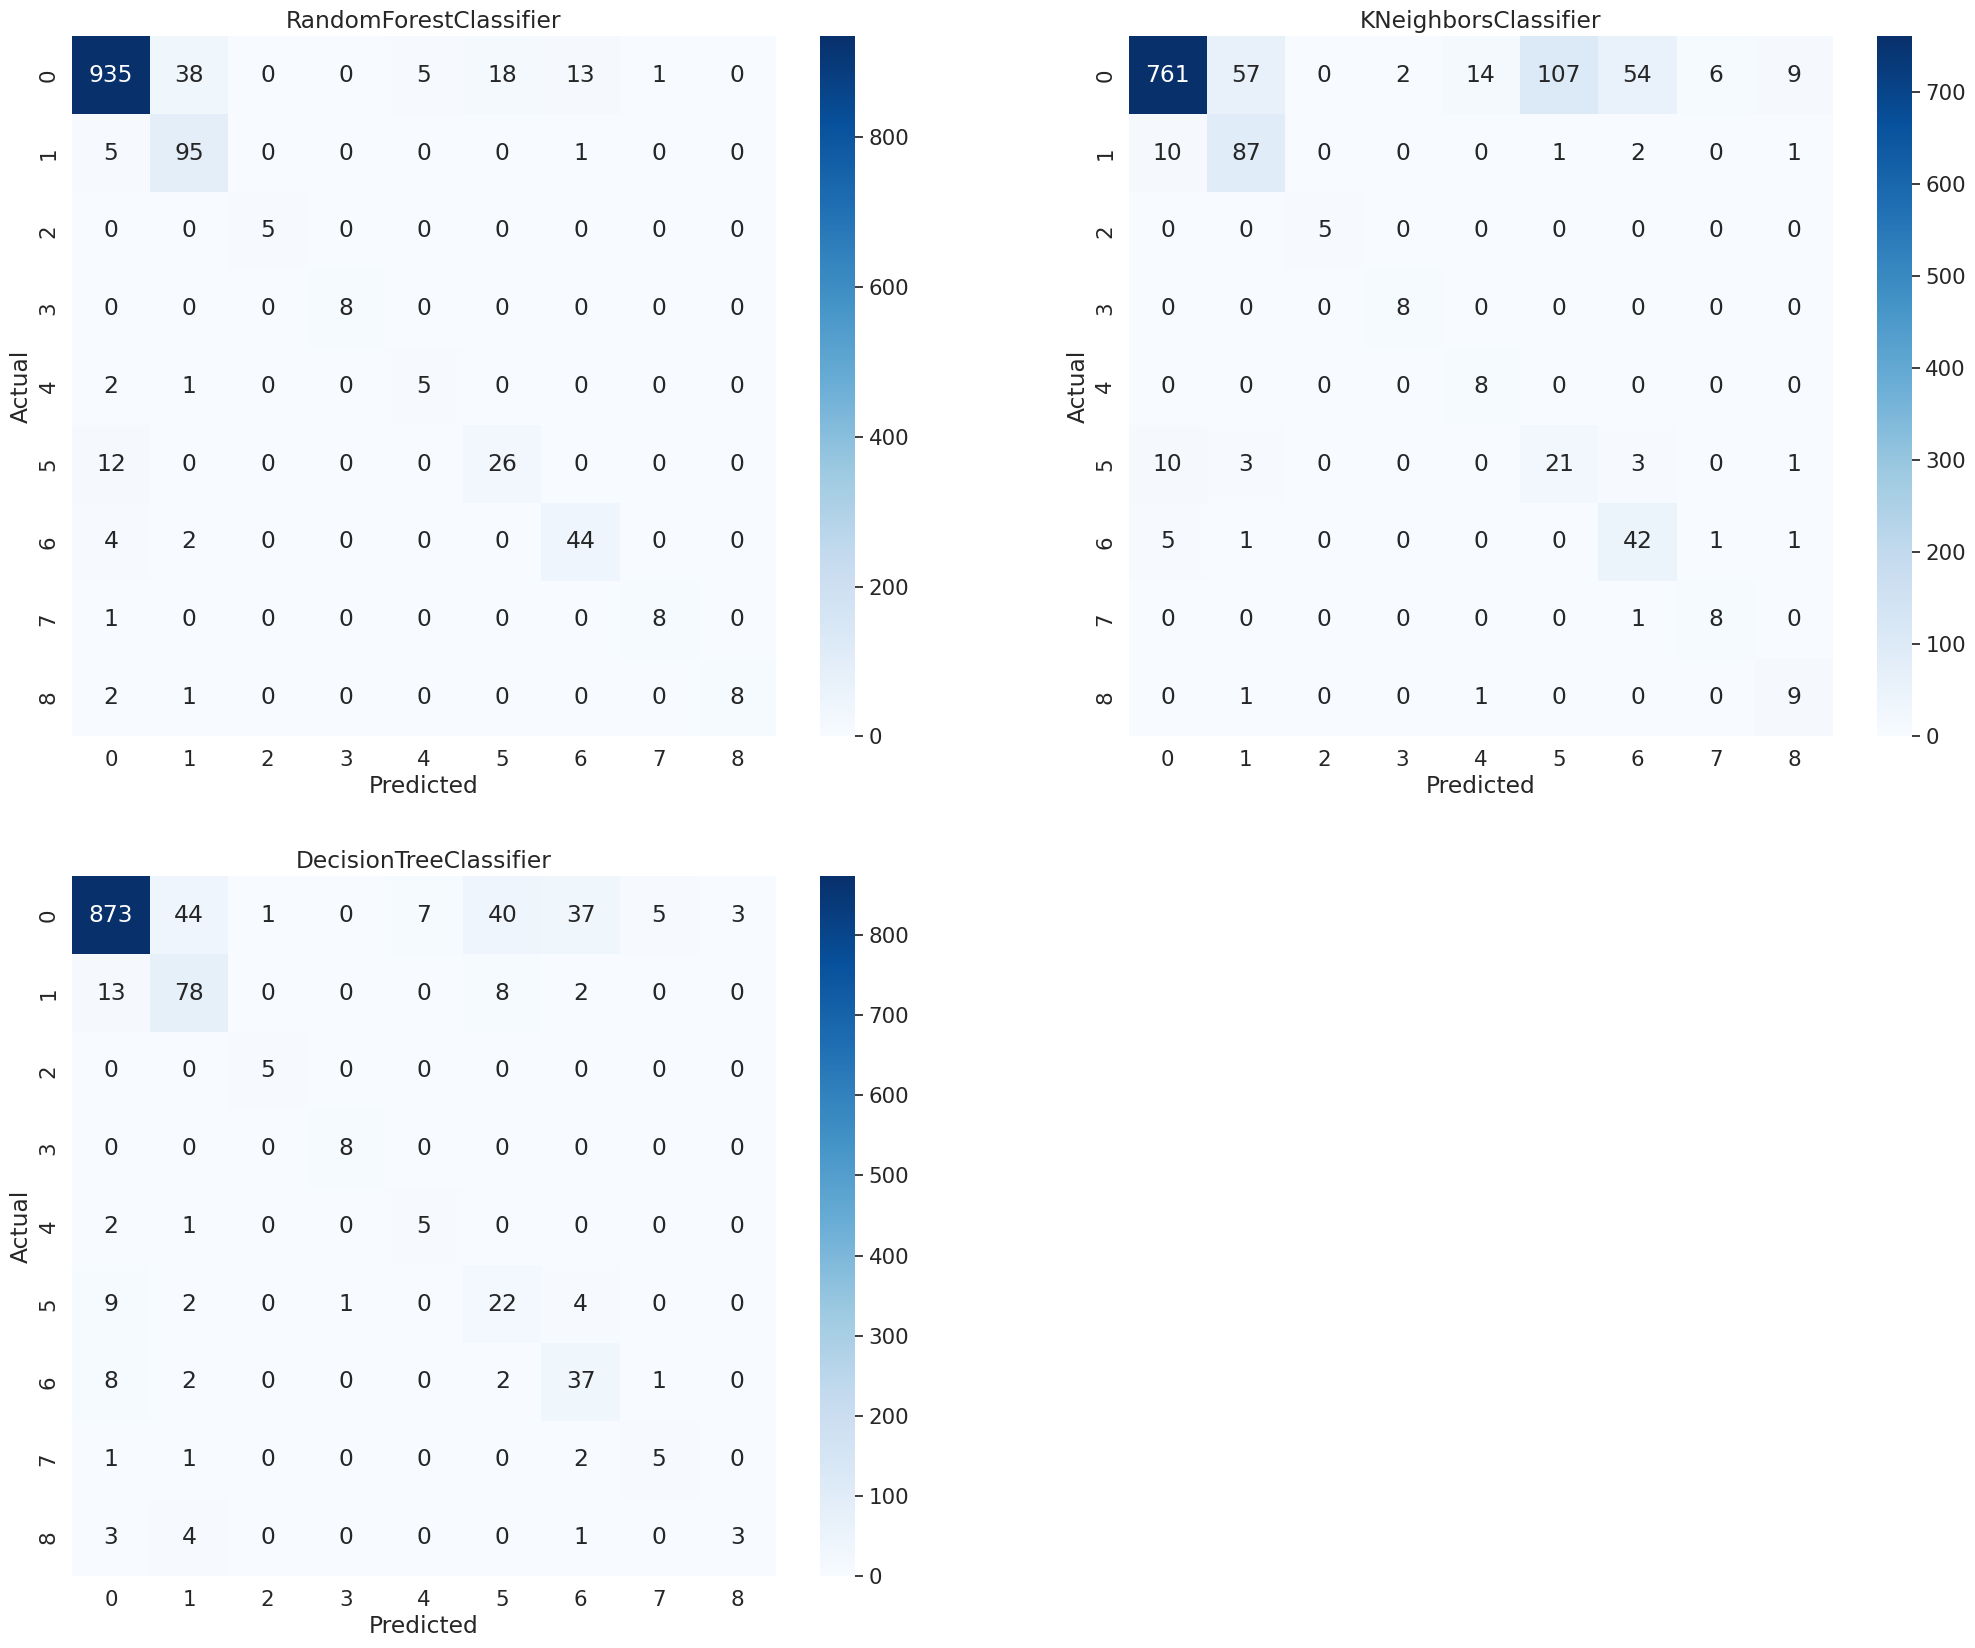 RandomForestClassifier
0 935 38 0 0 5 18 13 1 0
1 5 95 0 0 0 0 1 0 0
2 0 0 5 0 0 0 0 0 0
3 0 0 0 8 0 0 0 0 0
4 2 1 0 0 5 0 0 0 0
5 12 0 0 0 0 26 0 0 0
6 4 2 0 0 0 0 44 0 0
7 1 0 0 0 0 0 0 8 0
8 2 1 0 0 0 0 0 0 8
0 1 2 3 4 5 6 7 8
Predicted
Actual
800
600
400
200
0
KNeighborsClassifier
0 761 57 0 2 14 107 54 6 9
1 10 87 0 0 0 1 2 0 1
2 0 0 5 0 0 0 0 0 0
3 0 0 0 8 0 0 0 0 0
4 0 0 0 0 8 0 0 0 0
5 10 3 0 0 0 21 3 0 1
6 5 1 0 0 0 0 42 1 1
7 0 0 0 0 0 0 1 8 0
8 0 1 0 0 1 0 0 0 9
0 1 2 3 4 5 6 7 8
Predicted
Actual
700
600
500
400
300
200
100
0
DecisionTreeClassifier
0 873 44 1 0 7 40 37 5 3
1 13 78 0 0 0 8 2 0 0
2 0 0 5 0 0 0 0 0 0
3 0 0 0 8 0 0 0 0 0
4 2 1 0 0 5 0 0 0 0
5 9 2 0 1 0 22 4 0 0
6 8 2 0 0 0 2 37 1 0
7 1 1 0 0 0 0 2 5 0
8 3 4 0 0 0 0 1 0 3
0 1 2 3 4 5 6 7 8
Predicted
Actual
800
700
600
500
400
300
200
100
0